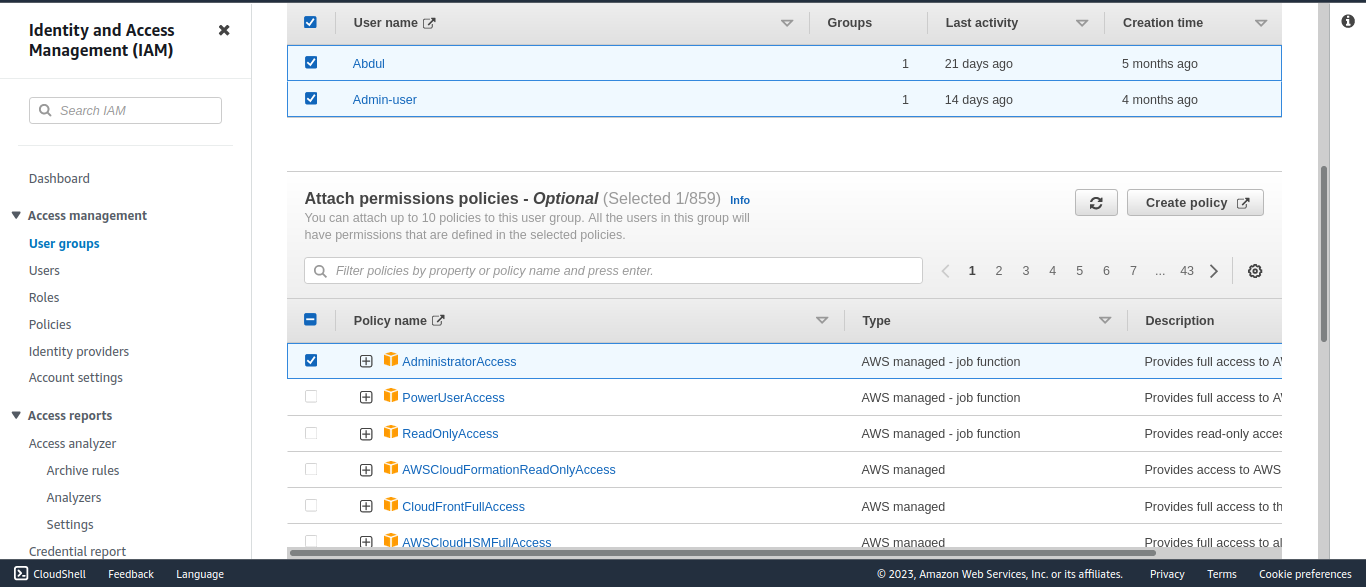 Identity and Access
Management (IAM)
Search IAM
Dashboard
Access management
User groups
Users
Roles
Policies
Identity providers
Account settings
Access reports
Access analyzer
Archive rules
Analyzers
Settings
Credential report
User name Groups Last activity Creation time
Abdul 1 21 days ago 5 months ago
Admin-user 1 14 days ago 4 months ago
Attach permissions policies - Optional (Selected 1/859) Info
You can attach up to 10 policies to this user group. All the users in this group will
have permissions that are defined in the selected policies.
Create policy
Filter policies by property or policy name and press enter.
1 2 3 4 5 6 7 ... 43
Policy name Type Description
AdministratorAccess AWS managed - job function Provides full access to AW
PowerUserAccess AWS managed - job function Provides full access to AW
ReadOnlyAccess AWS managed - job function Provides read-only acces
AWSCloudFormationReadOnlyAccess AWS managed Provides access to AWS
CloudFrontFullAccess AWS managed Provides full access to th
AWSCloudHSMFullAccess AWS managed Provides full access to al
CloudShell Feedback Language © 2023, Amazon Web Services, Inc. or its affiliates. Privacy Terms Cookie preferences